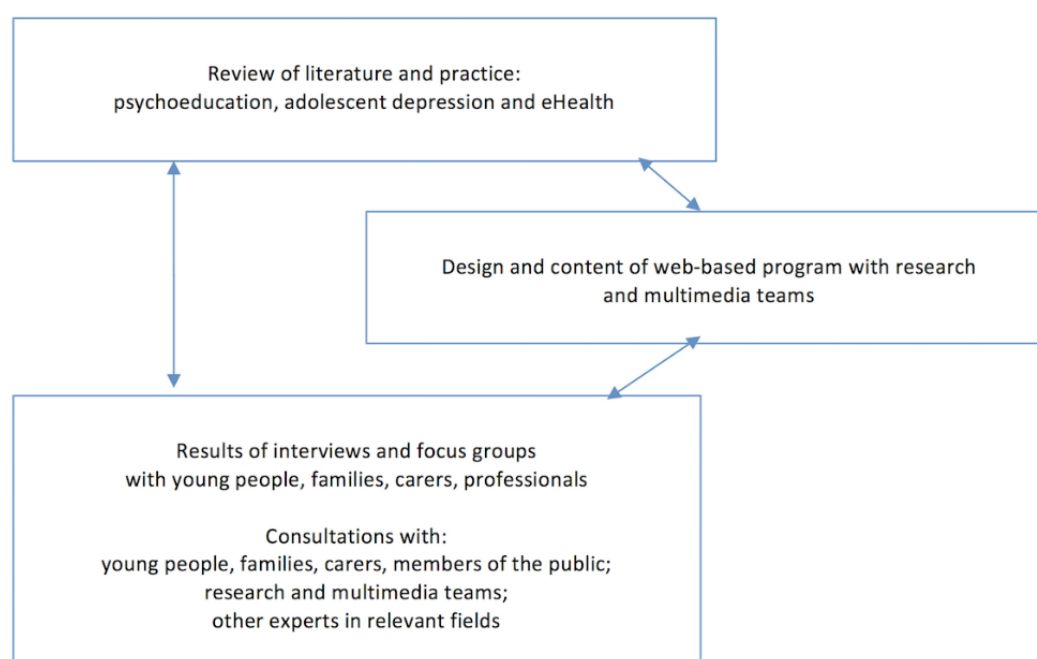 Review of literature and practice:
psychoeducation, adolescent depression and eHealth
Design and content of web-based program with research
and multimedia teams
Results of interviews and focus groups
with young people, families, carers, professionals
Consultations with:
young people, families, carers, members of the public;
research and multimedia teams;
other experts in relevant fields